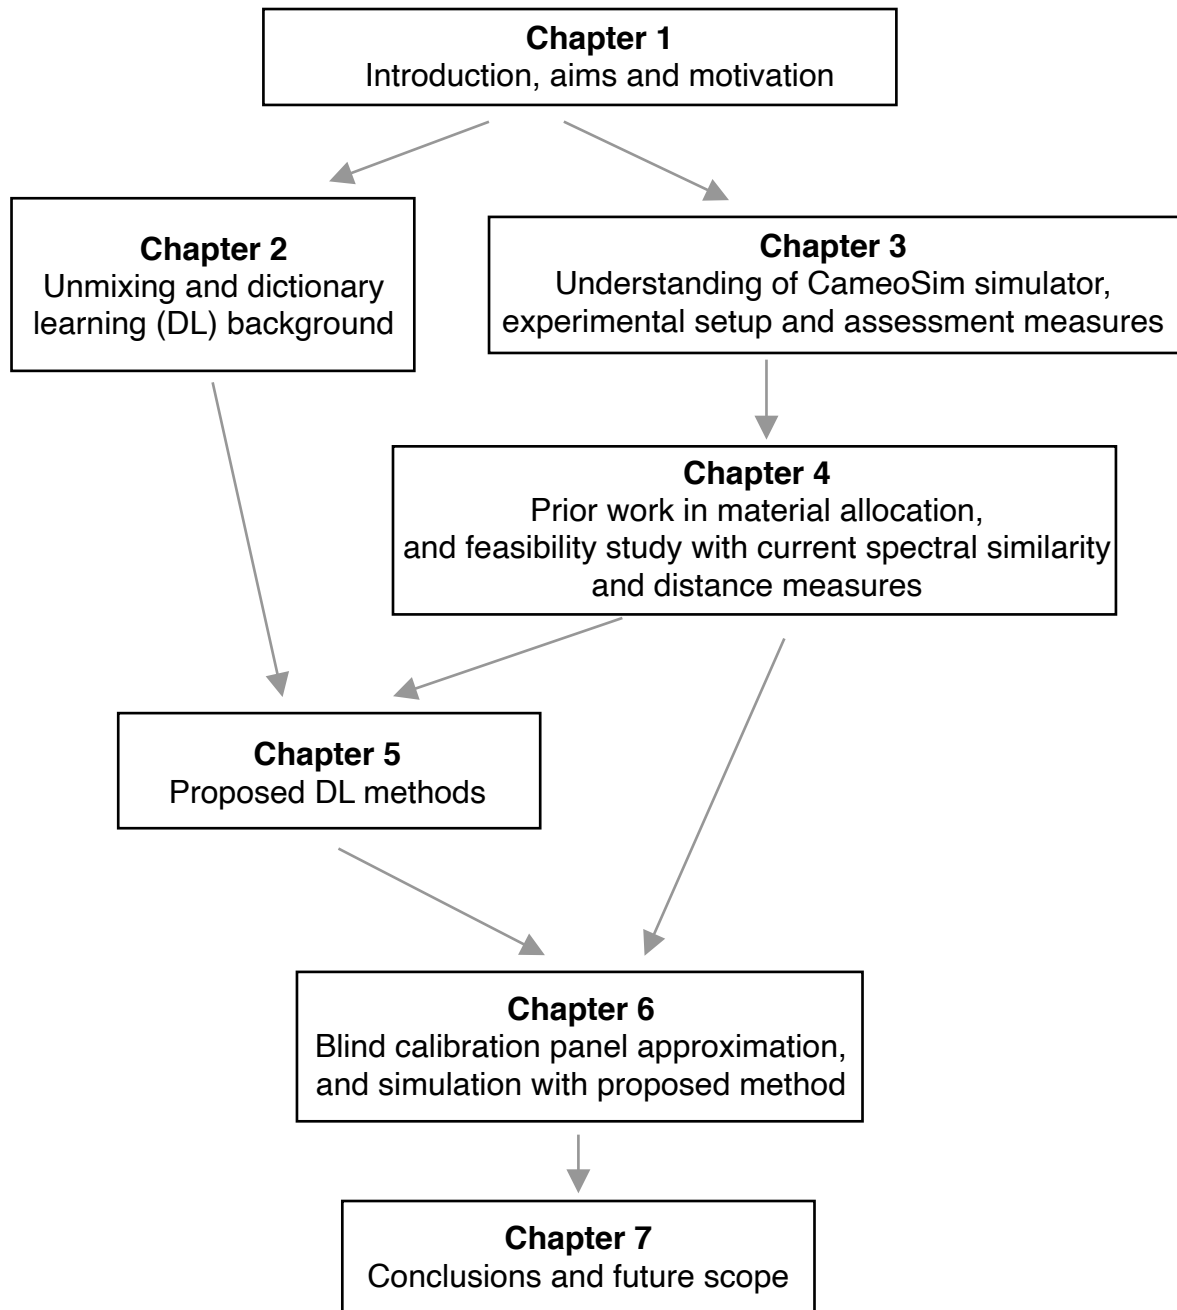 Chapter 1
Introduction, aims and motivation
Chapter 2
Unmixing and dictionary
learning (DL) background
Chapter 3
Understanding of CameoSim simulator,
experimental setup and assessment measures
Chapter 4
Prior work in material allocation,
and feasibility study with current spectral similarity
and distance measures
Chapter 5
Proposed DL methods
Chapter 6
Blind calibration panel approximation,
and simulation with proposed method
Chapter 7
Conclusions and future scope